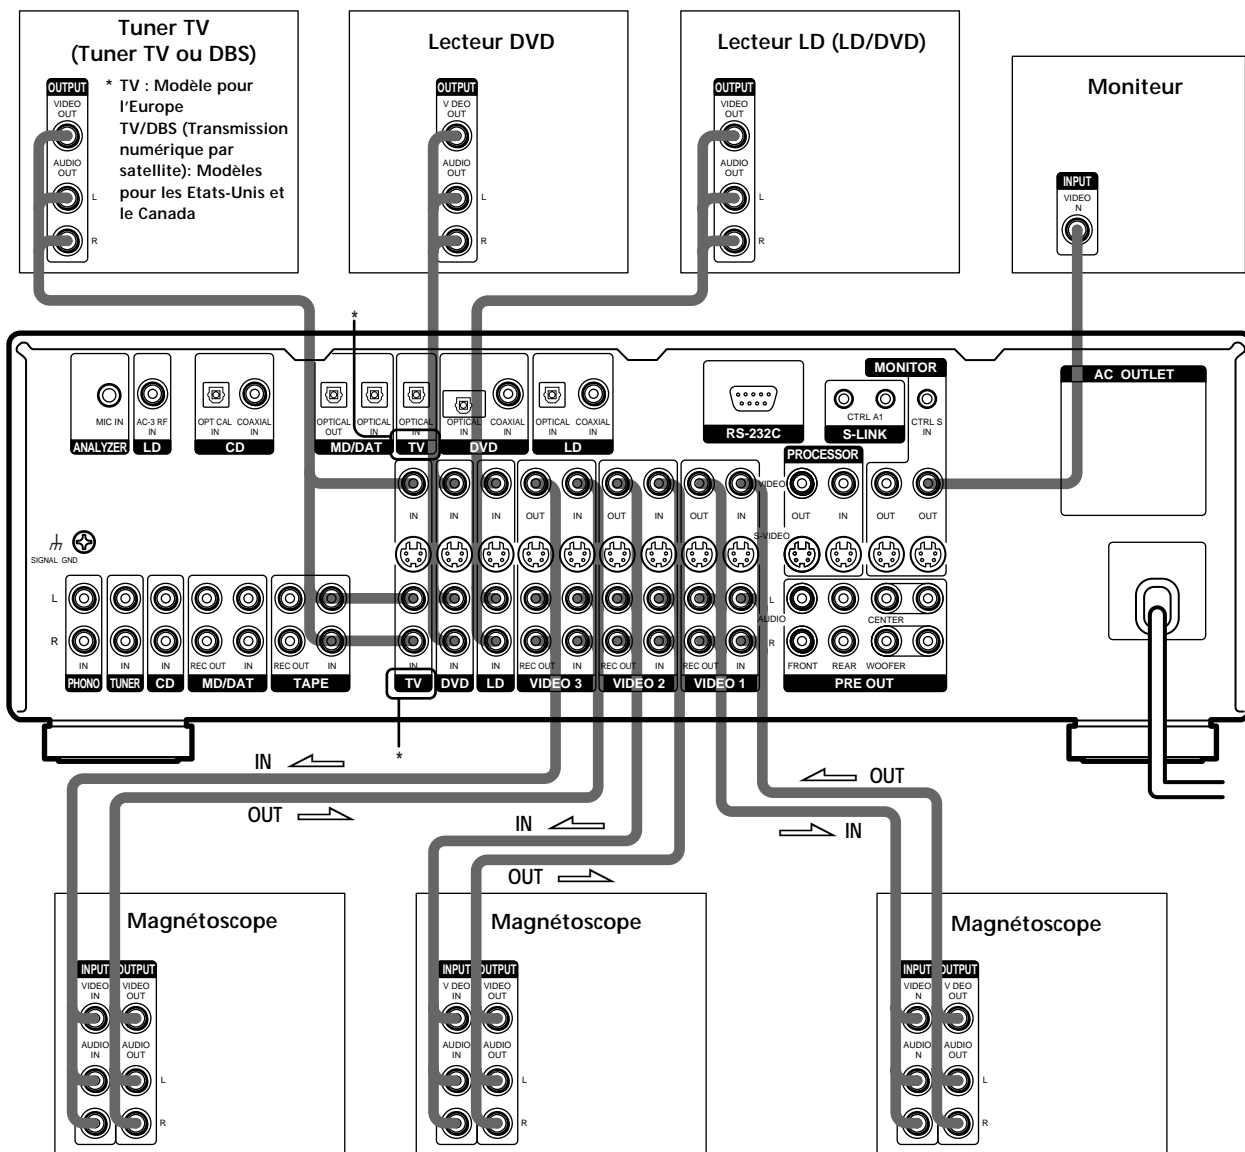 Tuner TV
(Tuner TV ou DBS)
OUTPUT
VIDEO
OUT
AUDIO
OUT
L
R
* TV : Modèle pour
l'Europe
TV/DBS (Transmission
numérique par
satellite): Modèles
pour les Etats-Unis et
le Canada
Lecteur DVD
OUTPUT
V DEO
OUT
AUDIO
OUT
L
R
Lecteur LD (LD/DVD)
OUTPUT
VIDEO
OUT
AUDIO
OUT
L
R
Moniteur
INPUT
VIDEO
N
*
MIC IN
ANALYZER
AC-3 RF
IN
LD
OPT CAL
IN
COAXIAL
IN
CD
OPTICAL
OUT
OPTICAL
IN
MD/DAT
OPTICAL
IN
TV
OPTICAL
IN
COAXIAL
IN
DVD
OPTICAL
IN
COAXIAL
IN
LD
RS-232C
CTRL A1
S-LINK
MONITOR
CTRL S
IN
AC OUTLET
PROCESSOR
VIDEO
IN
IN
IN
OUT
IN
OUT
IN
OUT
IN
OUT
IN
OUT
OUT
S-VIDEO
SIGNAL GND
L
R
L
AUDIO
R
CENTER
IN
IN
IN
REC OUT
IN
REC OUT
IN
IN
IN
IN
REC OUT
IN
REC OUT
IN
REC OUT
IN
FRONT
REAR
WOOFER
PHONO
TUNER
CD
MD/DAT
TAPE
TV
DVD
LD
VIDEO 3
VIDEO 2
VIDEO 1
PRE OUT
*
IN
OUT
IN
OUT
OUT
IN
Magnétoscope
INPUT
OUTPUT
VIDEO
IN
VIDEO
OUT
AUDIO
IN
AUDIO
OUT
L
R
Magnétoscope
INPUT
OUTPUT
V DEO
IN
VIDEO
OUT
AUDIO
IN
AUDIO
OUT
L
R
Magnétoscope
INPUT
OUTPUT
VIDEO
N
V DEO
OUT
AUDIO
N
AUDIO
OUT
L
R